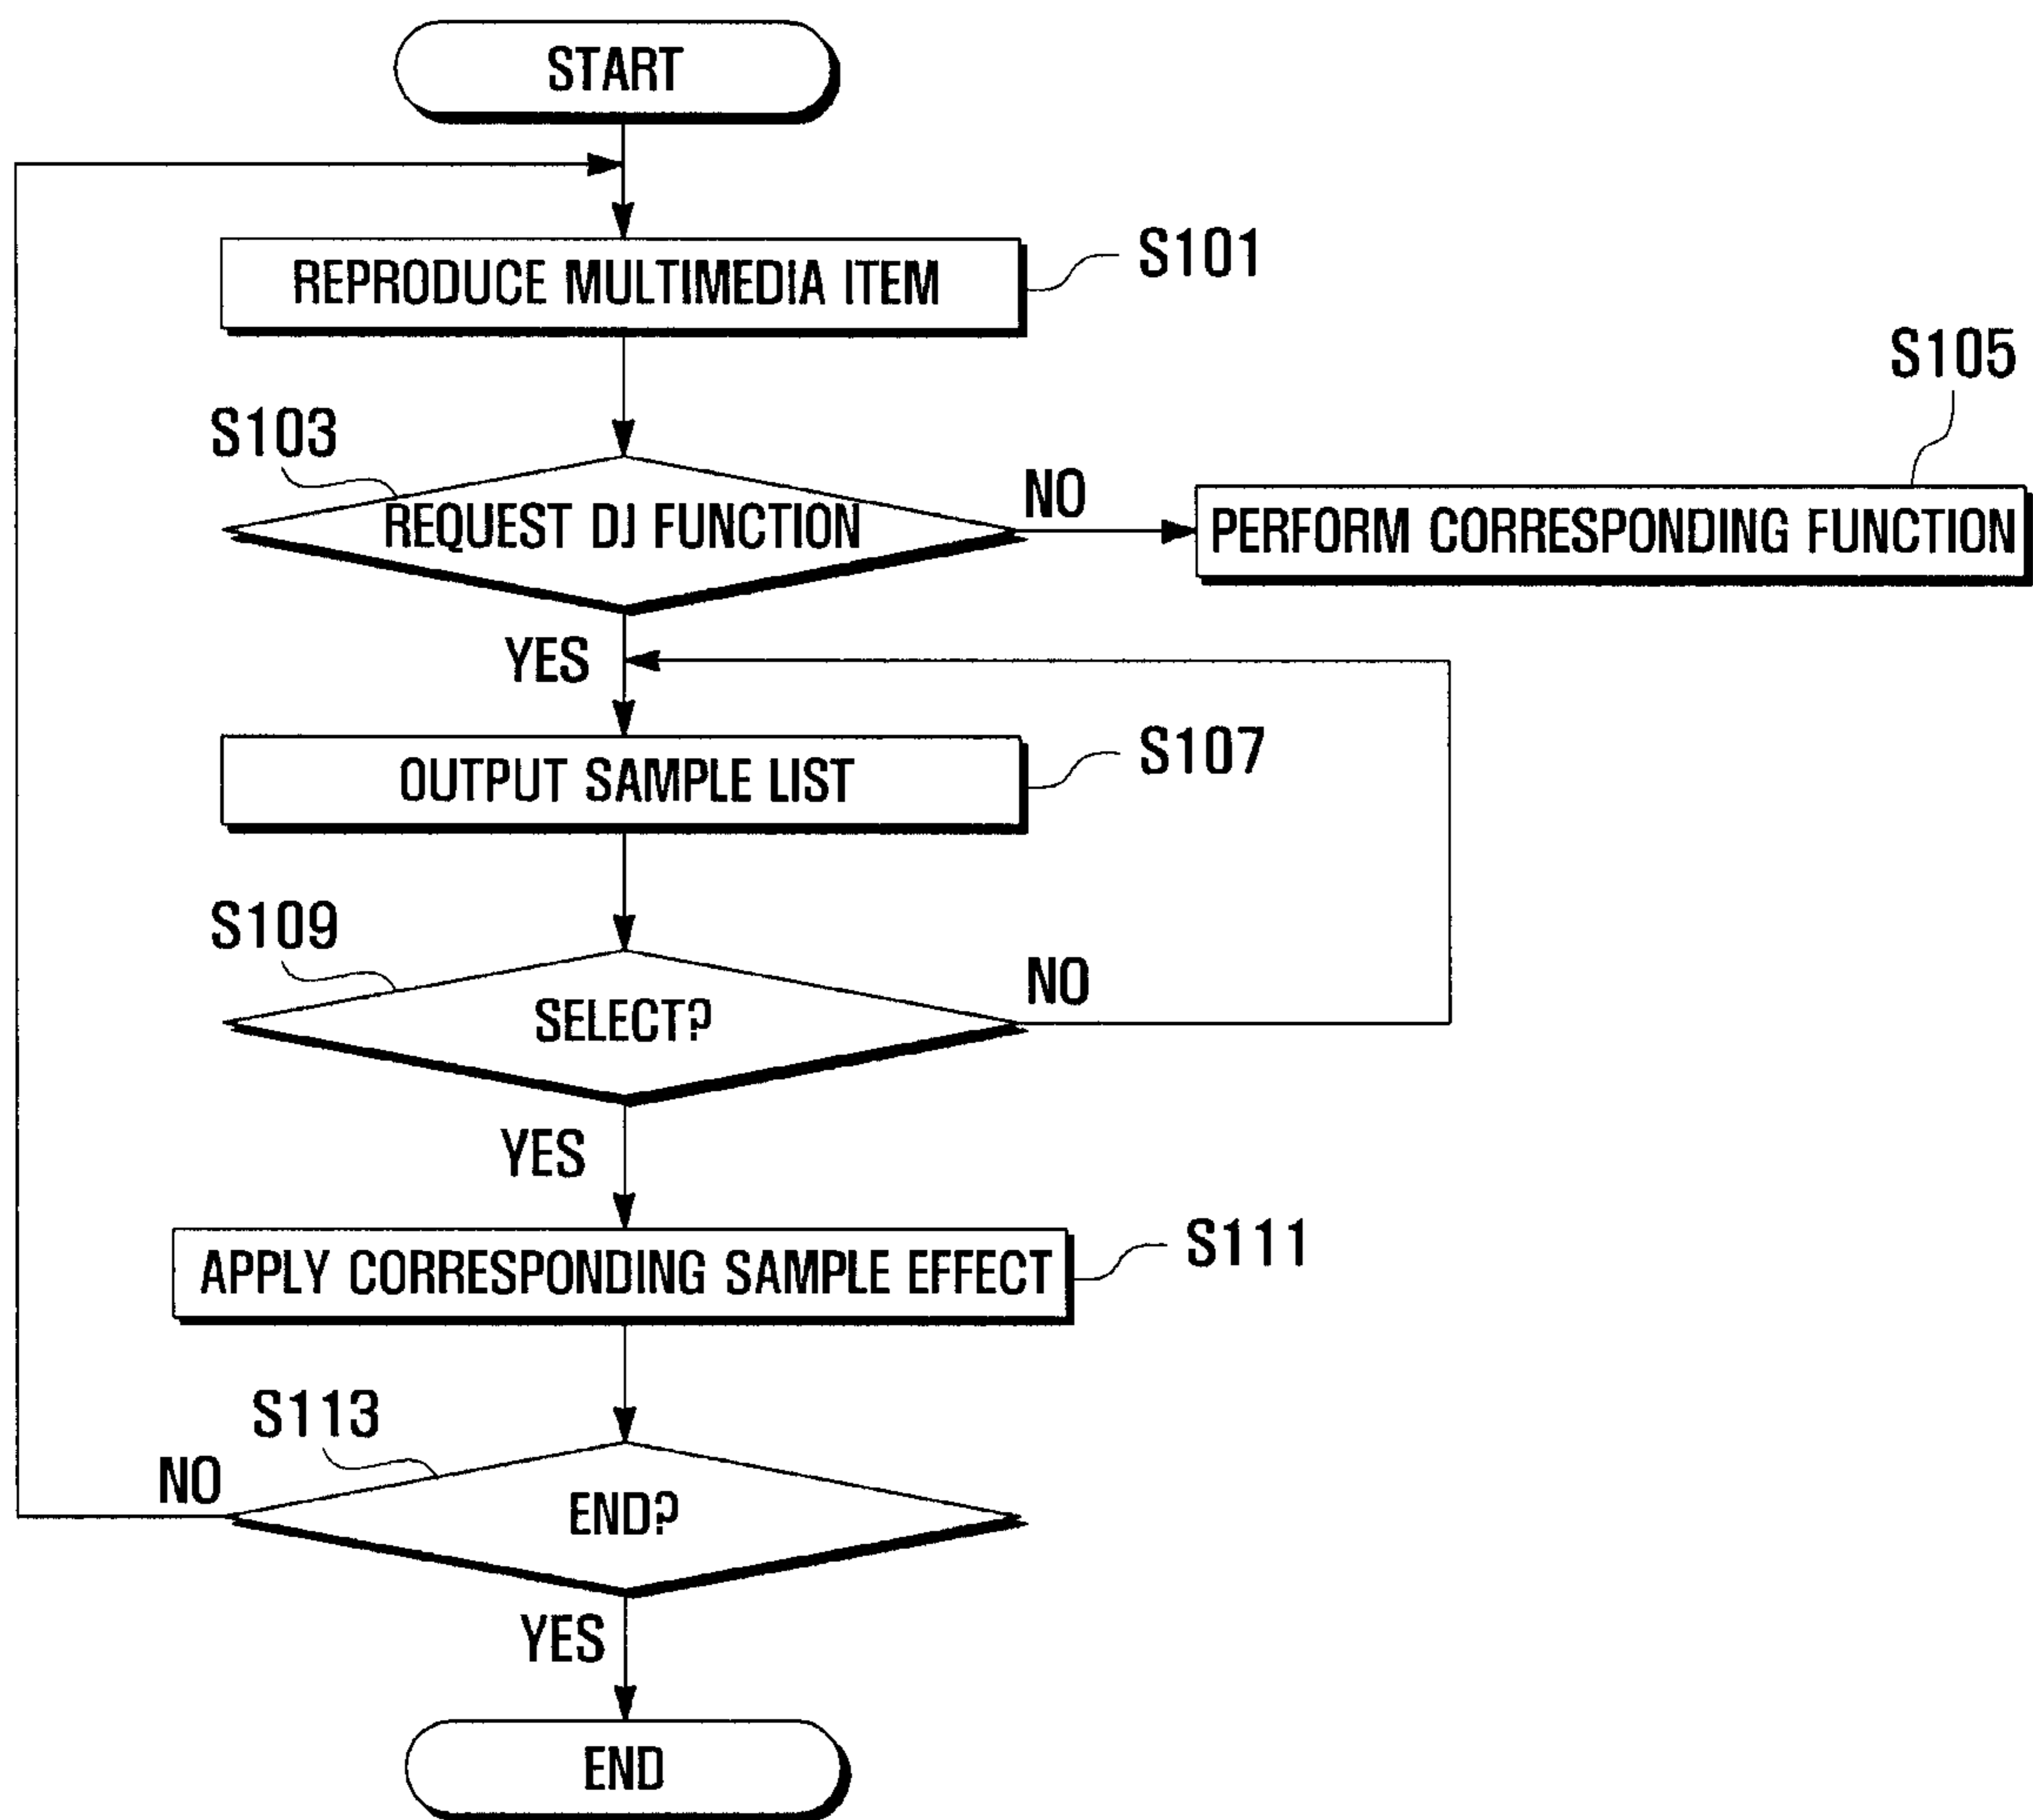 START
REPRODUCE MULTIMEDIA ITEM
S101
S105
S103
REQUEST DJ FUNCTION
NO
PERFORM CORRESPONDING FUNCTION
YES
OUTPUT SAMPLE LIST
S107
S109
SELECT?
NO
YES
APPLY CORRESPONDING SAMPLE EFFECT
S111
S113
NO
END?
YES
END